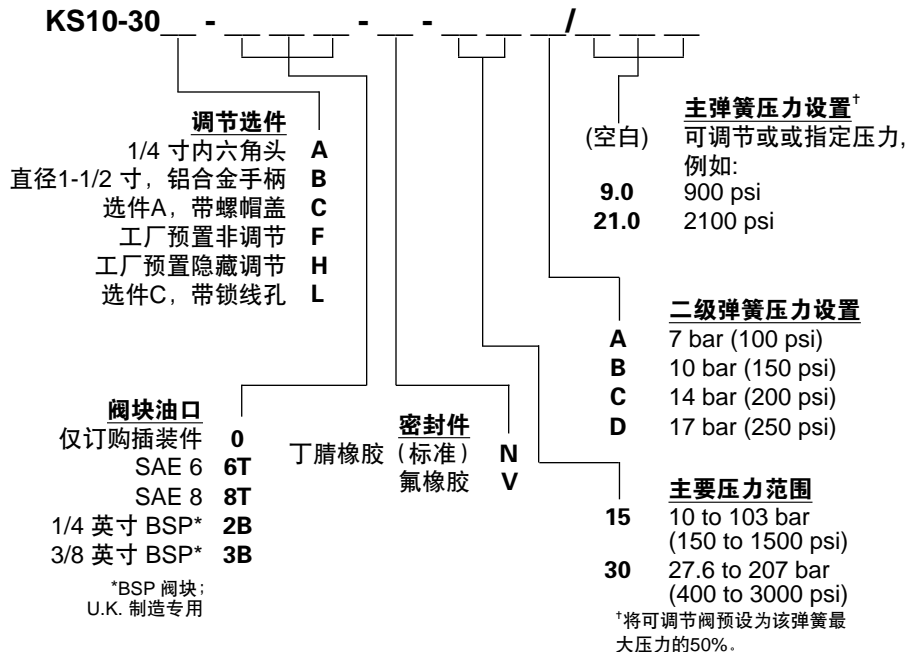 KS10-30__ - __ __ __ - __ - __ __ __/__ __ __
调节选件
1/4 寸内六角头 A
直径1-1/2 寸，铝合金手柄 B
选件A，带螺帽盖 C
工厂预置非调节 F
工厂预置隐藏调节 H
选件C，带锁线孔 L
阀块油口
仅订购插装件 0
SAE 6 6T
SAE 8 8T
1/4 英寸 BSP* 2B
3/8 英寸 BSP* 3B
*BSP 阀块；
U.K. 制造专用
密封件
丁腈橡胶（标准） N
氟橡胶 V
主弹簧压力设置†
(空白) 可调节或或指定压力,
例如:
9.0 900 psi
21.0 2100 psi
二级弹簧压力设置
A 7 bar (100 psi)
B 10 bar (150 psi)
C 14 bar (200 psi)
D 17 bar (250 psi)
主要压力范围
15 10 to 103 bar
(150 to 1500 psi)
30 27.6 to 207 bar
(400 to 3000 psi)
†将可调节阀预设为该弹簧最
大压力的50%.